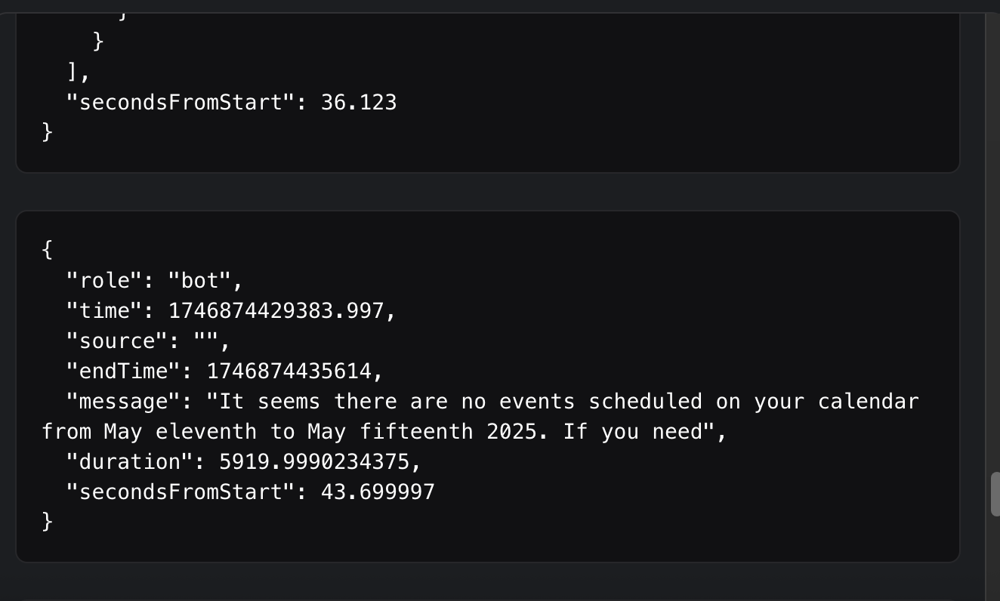 }
}
],
"secondsFromStart": 36.123
}
{
"role": "bot",
"time": 1746874429383.997,
"source": "",
"endTime": 1746874435614,
"message": "It seems there are no events scheduled on your calendar
from May eleventh to May fifteenth 2025. If you need",
"duration": 5919.9990234375,
"secondsFromStart": 43.699997
}